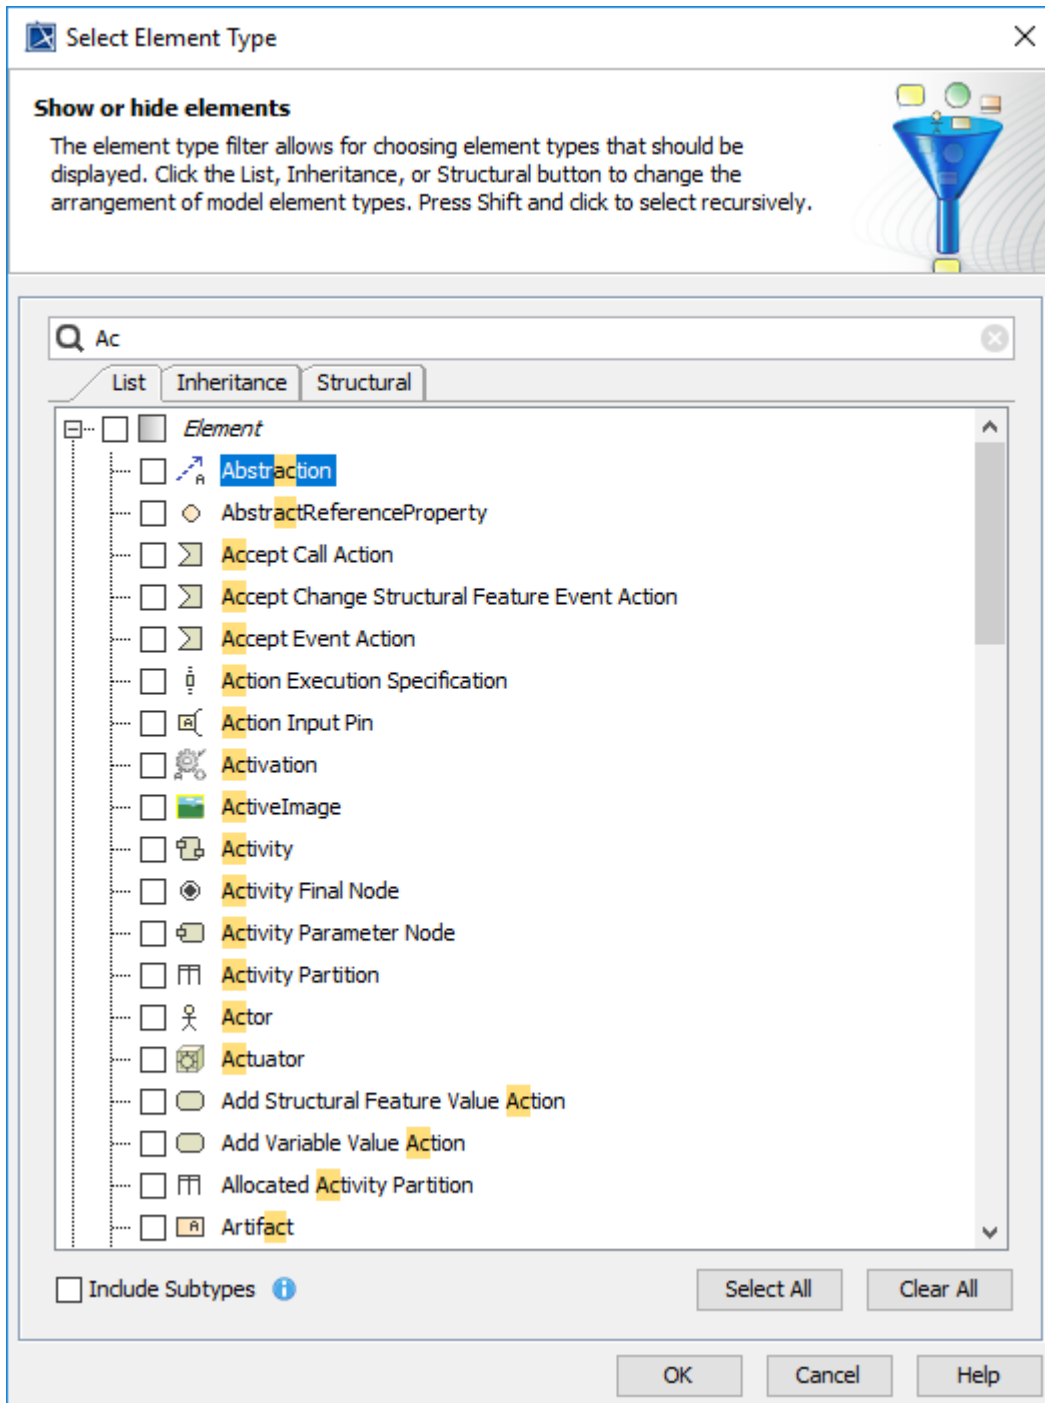 Select Element Type
Show or hide elements
The element type filter allows for choosing element types that should be
displayed. Click the List, Inheritance, or Structural button to change the
arrangement of model element types. Press Shift and click to select recursively.
Ac
List Inheritance Structural
Element
Abstraction
AbstractReferenceProperty
Accept Call Action
Accept Change Structural Feature Event Action
Accept Event Action
Action Execution Specification
Action Input Pin
Activation
ActiveImage
Activity
Activity Final Node
Activity Parameter Node
Activity Partition
Actor
Actuator
Add Structural Feature Value Action
Add Variable Value Action
Allocated Activity Partition
Artifact
Include Subtypes Select All Clear All
OK Cancel Help